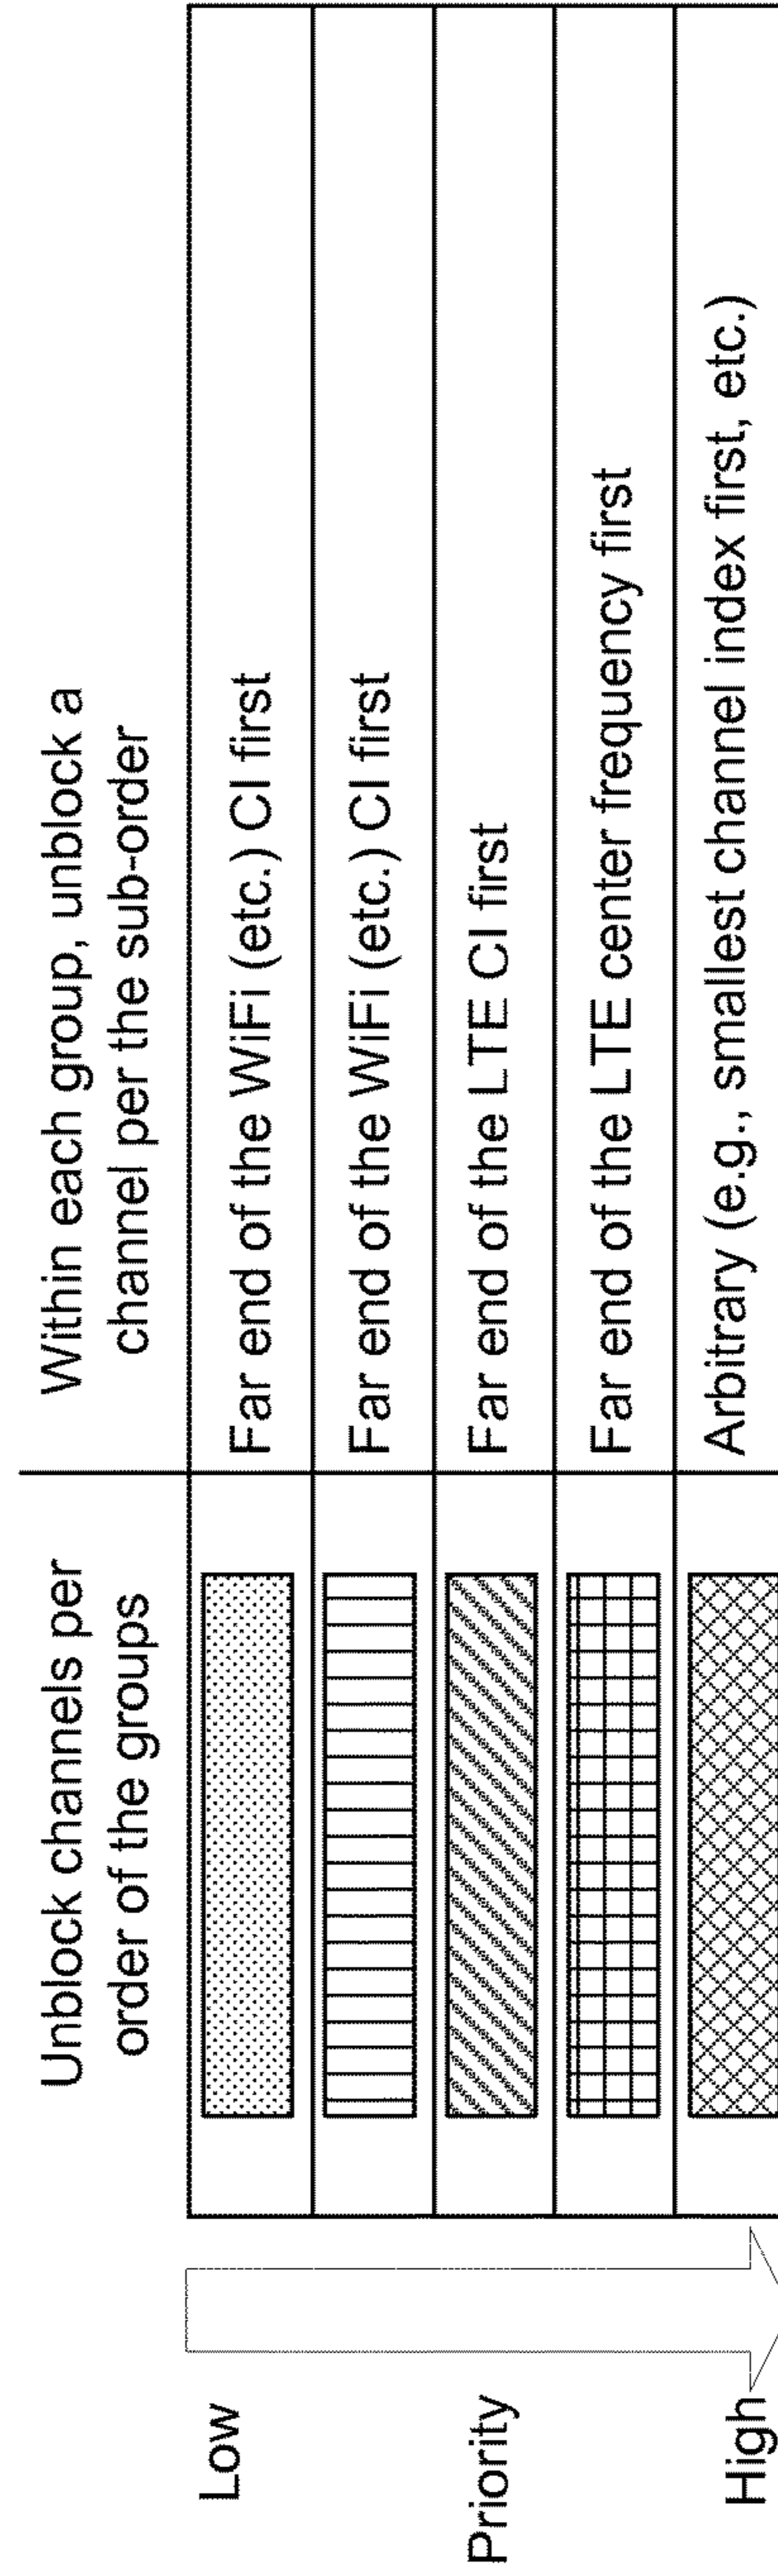 Unblock channels per
order of the groups
Within each group, unblock a
channel per the sub-order
Low
Far end of the WiFi (etc.) CI first
Far end of the WiFi (etc.) CI first
Priority
Far end of the LTE CI first
Far end of the LTE center frequency first
High
Arbitrary (e.g., smallest channel index first, etc.)